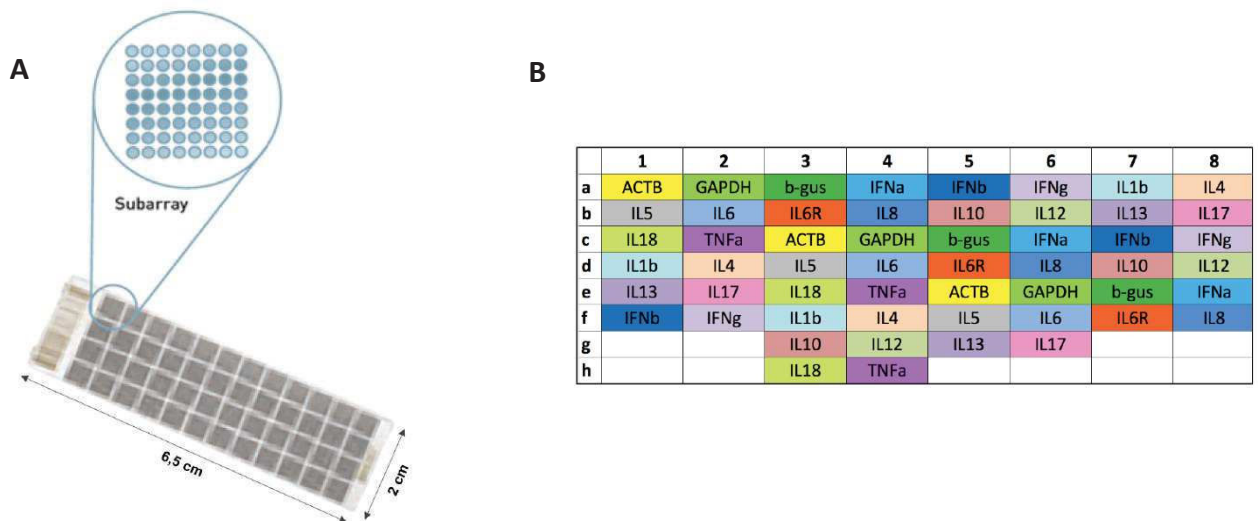 A
Subarray
6,5 cm
2 cm
B
1 2 3 4 5 6 7 8
a ACTB GAPDH b-gus IFNa IFNb IFNg IL1b IL4
b IL5 IL6 IL6R IL8 IL10 IL12 IL13 IL17
c IL18 TNFa ACTB GAPDH b-gus IFNa IFNb IFNg
d IL1b IL4 IL5 IL6 IL6R IL8 IL10 IL12
e IL13 IL17 IL18 TNFa ACTB GAPDH b-gus IFNa
f IFNb IFNg IL1b IL4 IL5 IL6 IL6R IL8
g IL10 IL12 IL13 IL17
h IL18 TNFa